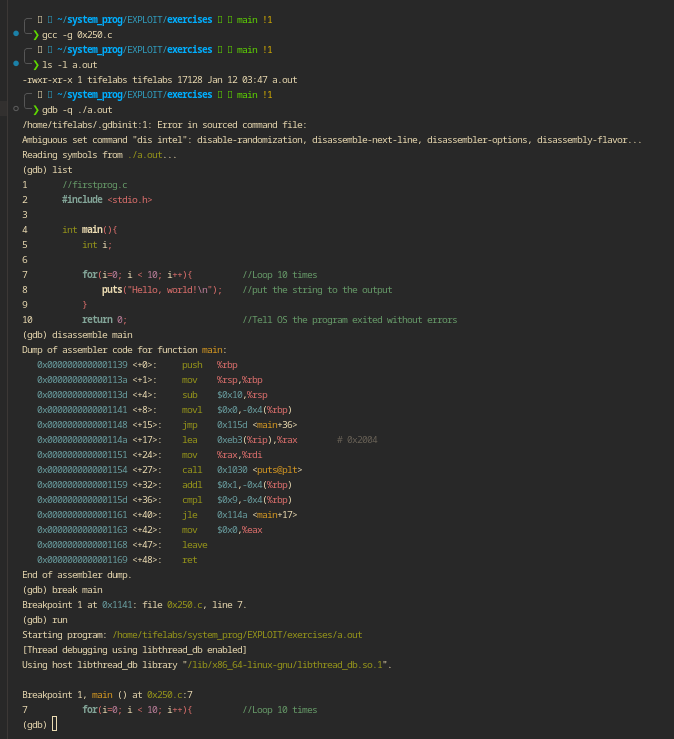 ~/system_prog/EXPLOIT/exercises main !1
❯ gcc -g 0x250.c
~/system_prog/EXPLOIT/exercises main !1
❯ ls -l a.out
-rwxr-xr-x 1 tifelabs tifelabs 17128 Jan 12 03:47 a.out
~/system_prog/EXPLOIT/exercises main !1
❯ gdb -q ./a.out
/home/tifelabs/.gdbinit:1: Error in sourced command file:
Ambiguous set command "dis intel": disable-randomization, disassemble-next-line, disassembler-options, disassembly-flavor...
Reading symbols from ./a.out...
(gdb) list
1       //firstprog.c
2       #include <stdio.h>
3
4       int main(){
5           int i;
6
7           for(i=0; i < 10; i++){          //Loop 10 times
8               puts("Hello, world!\n");    //put the string to the output
9           }
10          return 0;                       //Tell OS the program exited without errors
(gdb) disassemble main
Dump of assembler code for function main:
   0x0000000000001139 <+0>:     push   %rbp
   0x000000000000113a <+1>:     mov    %rsp,%rbp
   0x000000000000113d <+4>:     sub    $0x10,%rsp
   0x0000000000001141 <+8>:     movl   $0x0,-0x4(%rbp)
   0x0000000000001148 <+15>:    jmp    0x115d <main+36>
   0x000000000000114a <+17>:    lea    0xeb3(%rip),%rax        # 0x2004
   0x0000000000001151 <+24>:    mov    %rax,%rdi
   0x0000000000001154 <+27>:    call   0x1030 <puts@plt>
   0x0000000000001159 <+32>:    addl   $0x1,-0x4(%rbp)
   0x000000000000115d <+36>:    cmpl   $0x9,-0x4(%rbp)
   0x0000000000001161 <+40>:    jle    0x114a <main+17>
   0x0000000000001163 <+42>:    mov    $0x0,%eax
   0x0000000000001168 <+47>:    leave
   0x0000000000001169 <+48>:    ret
End of assembler dump.
(gdb) break main
Breakpoint 1 at 0x1141: file 0x250.c, line 7.
(gdb) run
Starting program: /home/tifelabs/system_prog/EXPLOIT/exercises/a.out
[Thread debugging using libthread_db enabled]
Using host libthread_db library "/lib/x86_64-linux-gnu/libthread_db.so.1".

Breakpoint 1, main () at 0x250.c:7
7           for(i=0; i < 10; i++){          //Loop 10 times
(gdb)